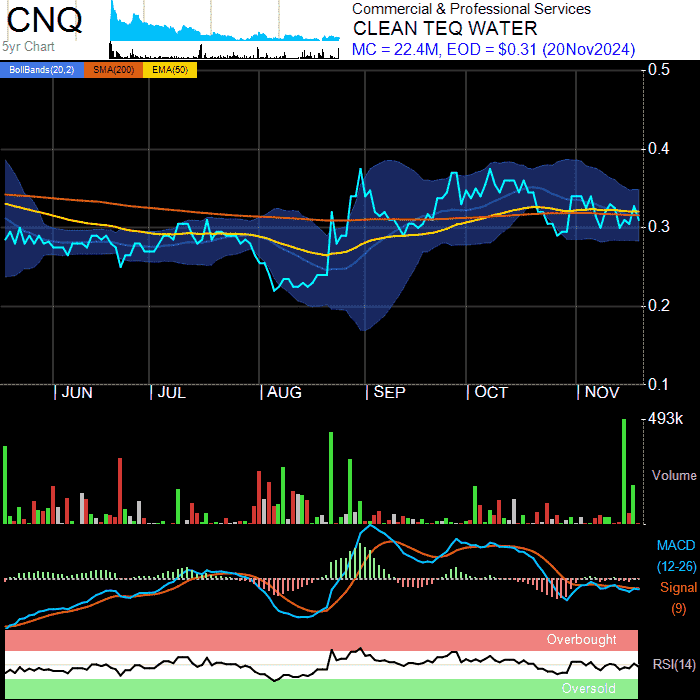 CNQ
5yr Chart
Commercial & Professional Services
CLEAN TEQ WATER
MC = 22.4M, EOD = $0.31 (20Nov2024)
BollBands(20,2) SMA(200) EMA(50)
0.5
0.4
0.3
0.2
0.1
JUN JUL AUG SEP OCT NOV
493k
Volume
MACD
(12-26)
Signal
(9)
Overbought
RSI(14)
Oversold